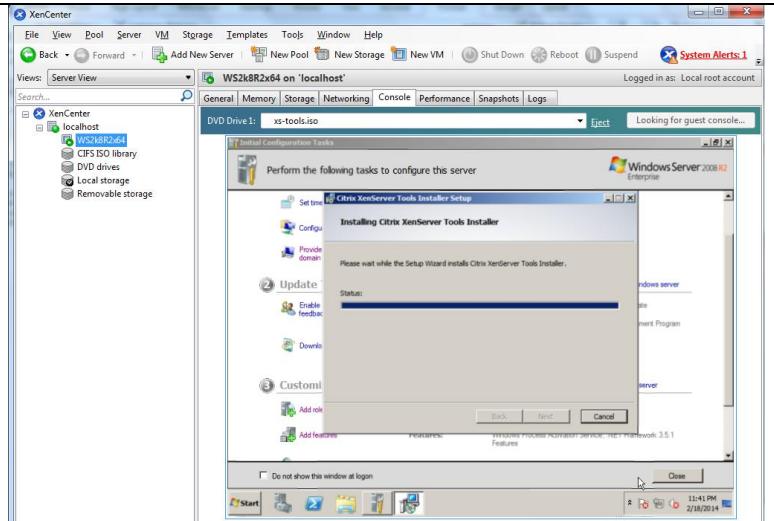 XenCenter
File View Pool Server VM Storage Templates Tools Window Help
Back Forward Add New Server New Pool New Storage New VM Shut Down Reboot Suspend System Alerts: 1
Views: Server View WS2k8R2x64 on 'localhost' Logged in as: Local root account
Search... General Memory Storage Networking Console Performance Snapshots Logs
XenCenter
localhost
WS2k8R2x64
CIFS ISO library
DVD drives
Local storage
Removable storage
DVD Drive 1: xs-tools.iso Eject Looking for guest console...
Initial Configuration Tasks
Perform the following tasks to configure this server
Windows Server 2008 R2
Enterprise
Citrix XenServer Tools Installer Setup
Installing Citrix XenServer Tools Installer
Please wait while the Setup Wizard installs Citrix XenServer Tools Installer.
Status:
Back Next Cancel
Set time
Configu
Provide
domain
2 Update
Enable
feedbac
Downlo
3 Customi
Add role
Add features
ndows server
ment Program
server
Features: Windows Process Activation Service, .NET Framework 3.5.1
Features
Do not show this window at logon Close
Start 11:41 PM
2/18/2014